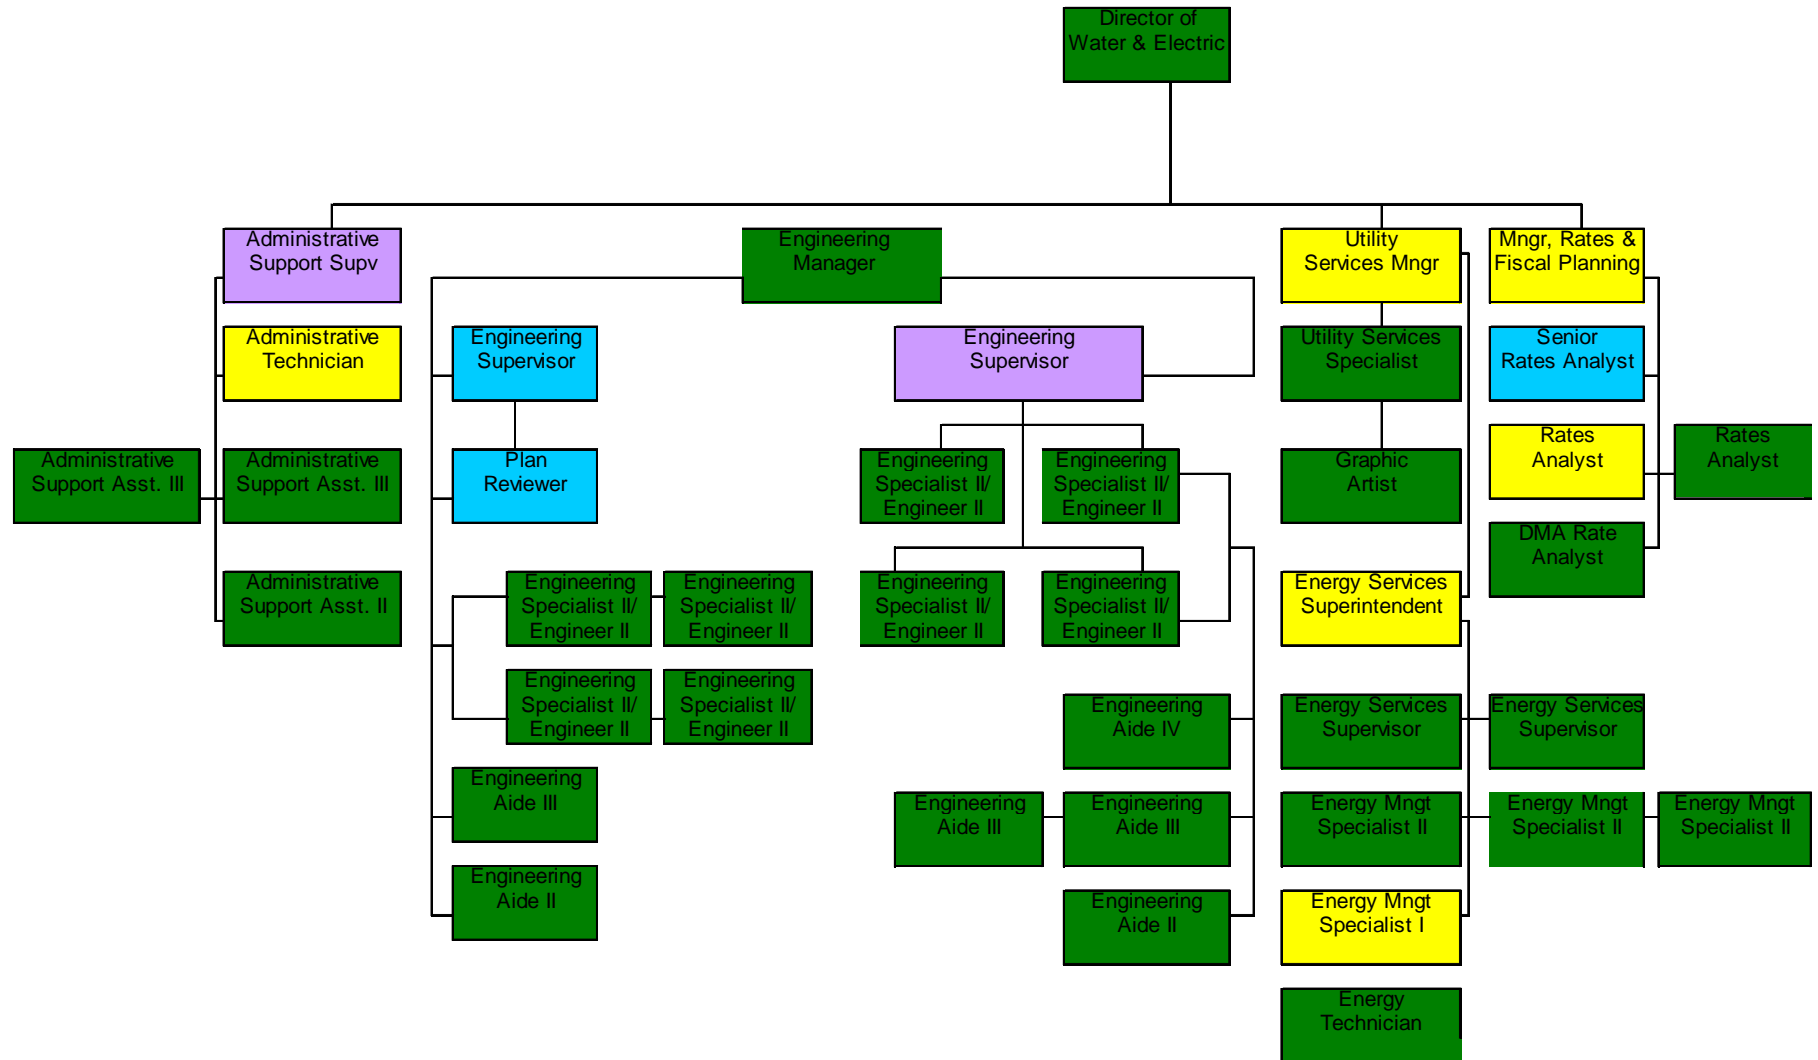 Director of
Water & Electric
Administrative
Support Supv
Engineering
Manager
Utility
Services Mngr
Mngr, Rates &
Fiscal Planning
Administrative
Technician
Engineering
Supervisor
Engineering
Supervisor
Utility Services
Specialist
Senior
Rates Analyst
Administrative
Support Asst. III
Administrative
Support Asst. III
Plan
Reviewer
Engineering
Specialist II/
Engineer II
Engineering
Specialist II/
Engineer II
Graphic
Artist
Rates
Analyst
Rates
Analyst
DMA Rate
Analyst
Administrative
Support Asst. II
Engineering
Specialist II/
Engineer II
Engineering
Specialist II/
Engineer II
Engineering
Specialist II/
Engineer II
Engineering
Specialist II/
Engineer II
Energy Services
Superintendent
Engineering
Specialist II/
Engineer II
Engineering
Specialist II/
Engineer II
Engineering
Aide IV
Energy Services
Supervisor
Energy Services
Supervisor
Engineering
Aide III
Engineering
Aide III
Engineering
Aide III
Energy Mngt
Specialist II
Energy Mngt
Specialist II
Energy Mngt
Specialist II
Engineering
Aide II
Engineering
Aide II
Energy Mngt
Specialist I
Energy
Technician